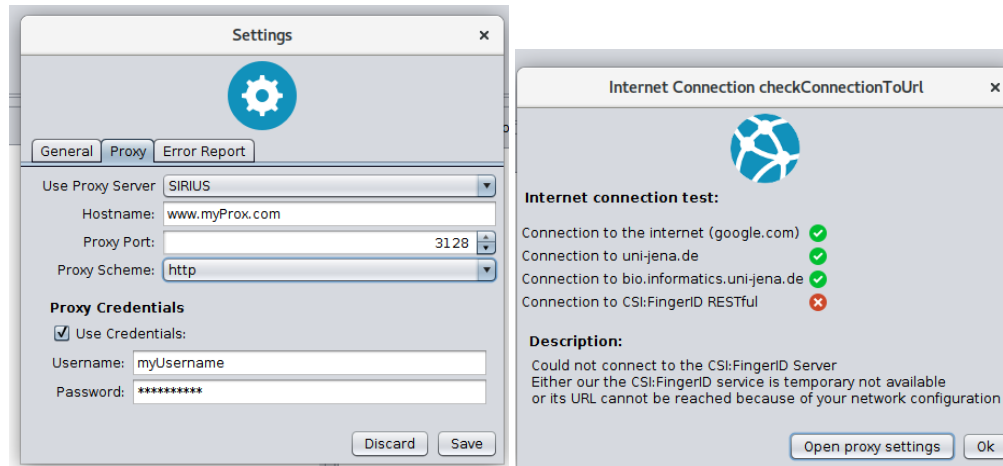 Settings
×
General Proxy Error Report
Use Proxy Server SIRIUS
Hostname: www.myProx.com
Proxy Port: 3128
Proxy Scheme: http
Proxy Credentials
Use Credentials:
Username: myUsername
Password: **********
Discard Save
Internet Connection checkConnectionToUrl
×
Internet connection test:
Connection to the internet (google.com)
Connection to uni-jena.de
Connection to bio.informatics.uni-jena.de
Connection to CSI:FingerID RESTful
Description:
Could not connect to the CSI:FingerID Server
Either our the CSI:FingerID service is temporary not available
or its URL cannot be reached because of your network configuration
Open proxy settings Ok